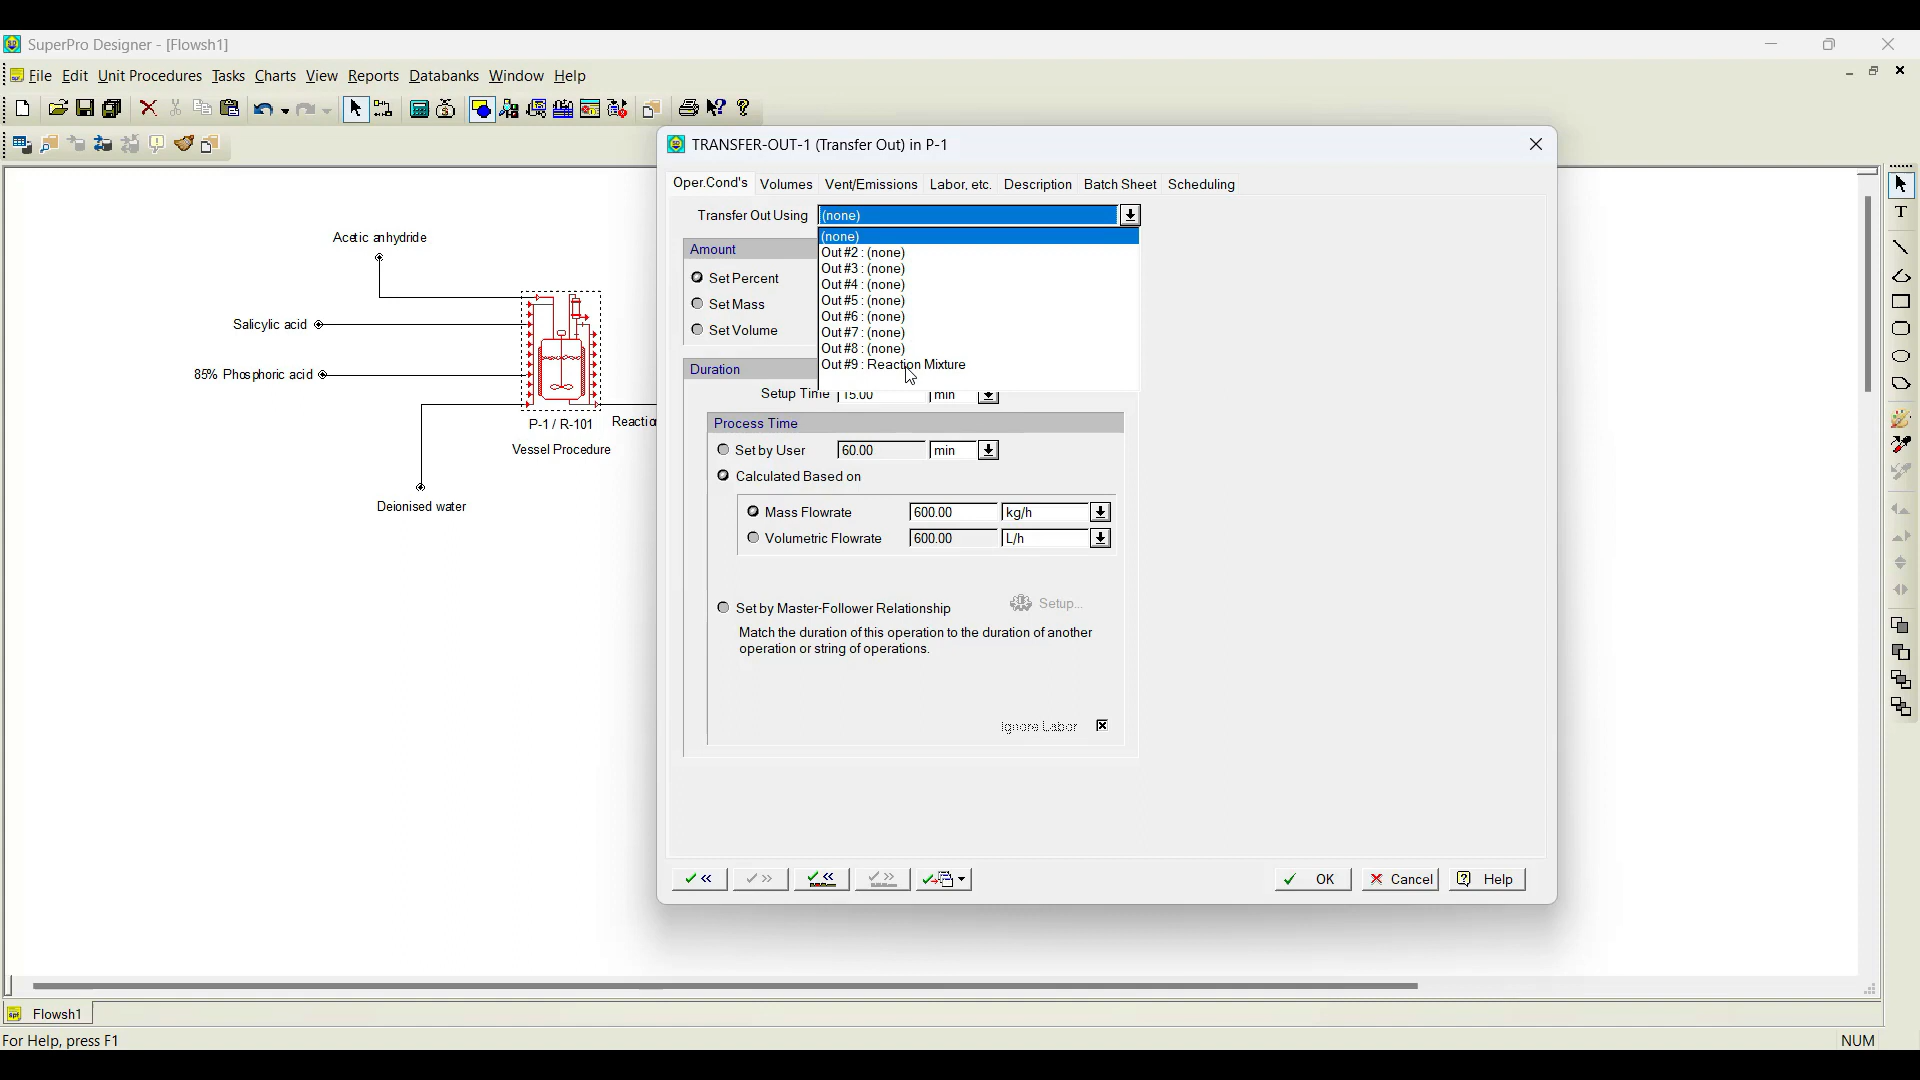 SuperPro Designer - [Flowsh1]
File Edit Unit Procedures Tasks Charts View Reports Databanks Window Help
TRANSFER-OUT-1 (Transfer Out) in P-1
Oper.Cond's Volumes Vent/Emissions Labor, etc. Description Batch Sheet Scheduling
Transfer Out Using (none)
(none)
Out #2 : (none)
Out #3 : (none)
Out #4 : (none)
Out #5 : (none)
Out #6 : (none)
Out #7 : (none)
Out #8 : (none)
Out #9 : Reaction Mixture
Amount
Set Percent
Set Mass
Set Volume
Duration
Setup Time 15.00 min
Process Time
Set by User 60.00 min
Calculated Based on
Mass Flowrate 600.00 kg/h
Volumetric Flowrate 600.00 L/h
Set by Master-Follower Relationship Setup...
Match the duration of this operation to the duration of another
operation or string of operations.
Ignore Labor
OK Cancel Help
Acetic anhydride
Salicylic acid
85% Phosphoric acid
P-1 / R-101 Reactio
Vessel Procedure
Deionised water
T
Flowsh1
For Help, press F1 NUM